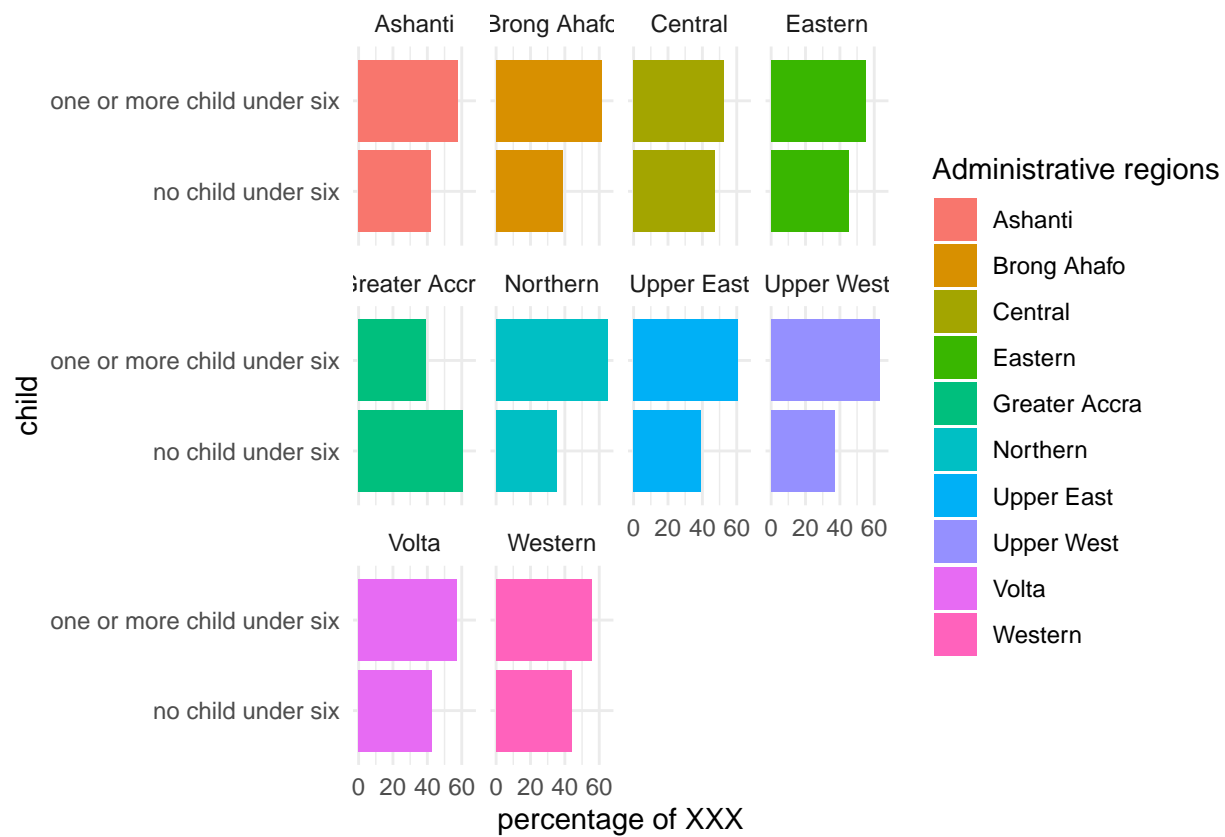 Ashanti Brong Ahafo Central Eastern
one or more child under six
no child under six
Greater Accr Northern Upper East Upper West
one or more child under six
no child under six
0 20 40 60 0 20 40 60
Volta Western
one or more child under six
no child under six
0 20 40 60 0 20 40 60
percentage of XXX
child
Administrative regions
Ashanti
Brong Ahafo
Central
Eastern
Greater Accra
Northern
Upper East
Upper West
Volta
Western